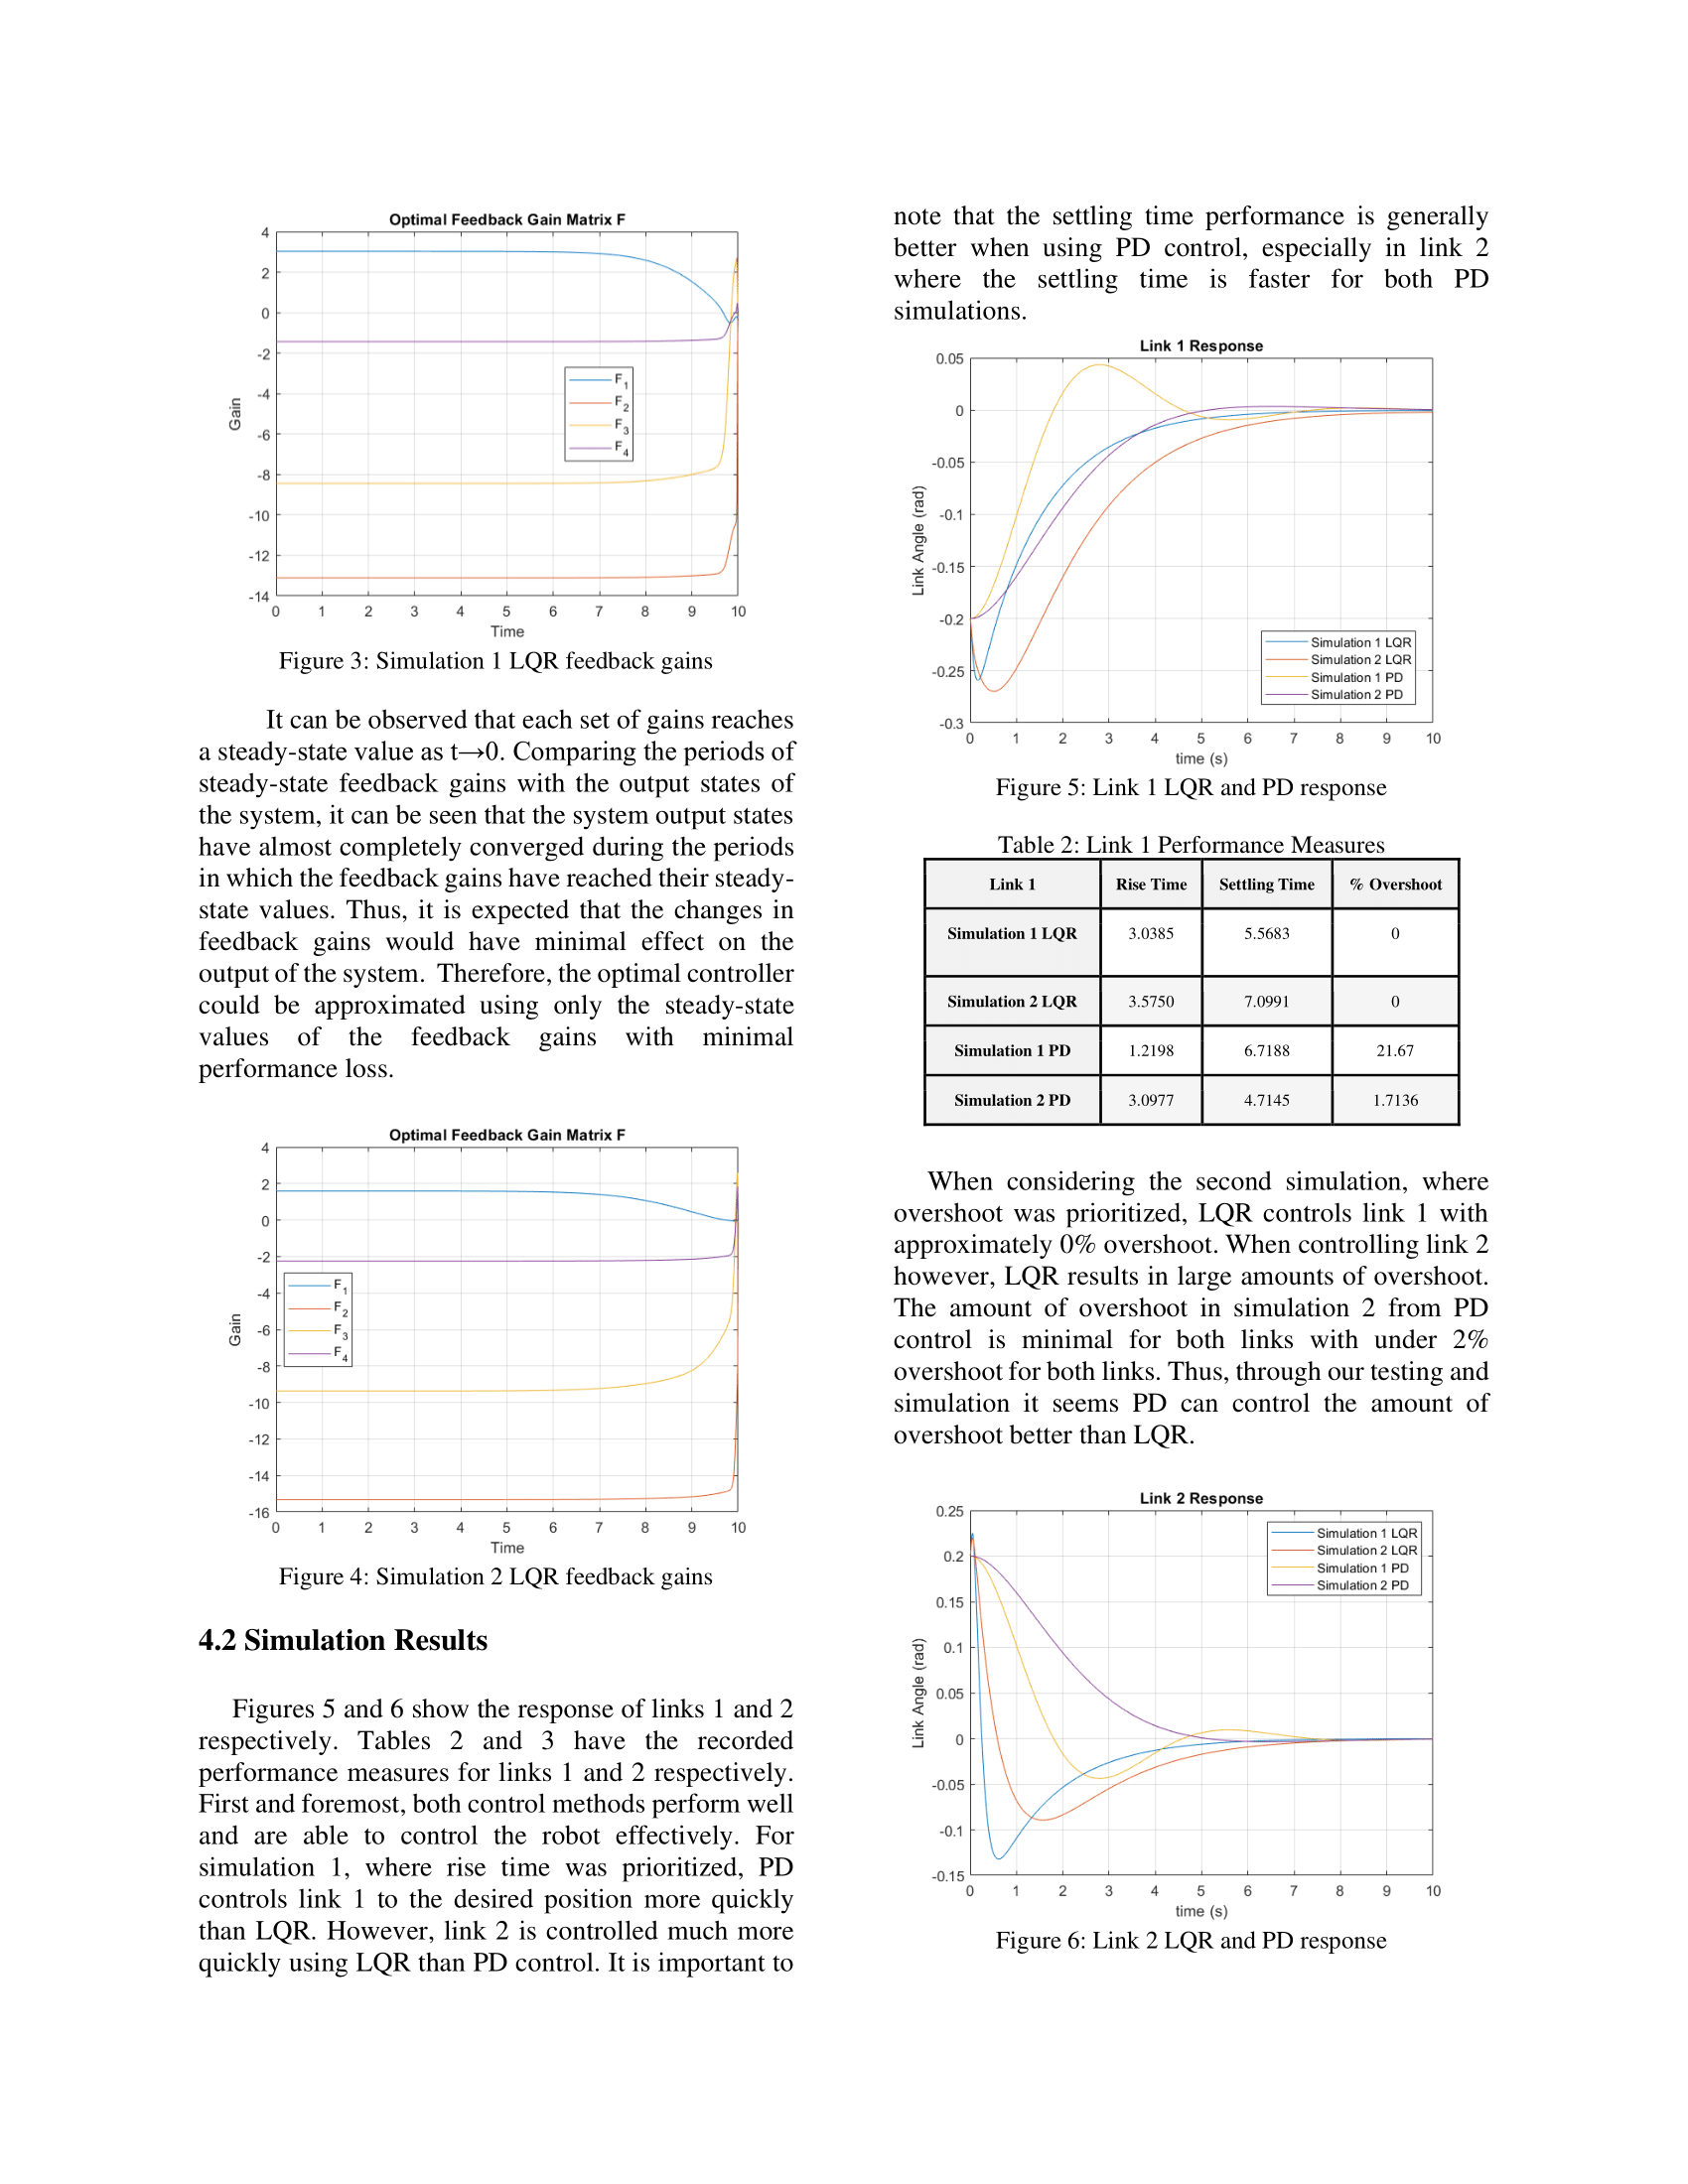 Optimal Feedback Gain Matrix F
4
2
0
-2
-4
-6
-8
-10
-12
-14
Gain
F1
F2
F3
F4
0 1 2 3 4 5 6 7 8 9 10
Time
Figure 3: Simulation 1 LQR feedback gains
It can be observed that each set of gains reaches
a steady-state value as t→0. Comparing the periods of
steady-state feedback gains with the output states of
the system, it can be seen that the system output states
have almost completely converged during the periods
in which the feedback gains have reached their steady-
state values. Thus, it is expected that the changes in
feedback gains would have minimal effect on the
output of the system. Therefore, the optimal controller
could be approximated using only the steady-state
values of the feedback gains with minimal
performance loss.
Optimal Feedback Gain Matrix F
4
2
0
-2
-4
-6
-8
-10
-12
-14
-16
Gain
F1
F2
F3
F4
0 1 2 3 4 5 6 7 8 9 10
Time
Figure 4: Simulation 2 LQR feedback gains
4.2 Simulation Results
Figures 5 and 6 show the response of links 1 and 2
respectively. Tables 2 and 3 have the recorded
performance measures for links 1 and 2 respectively.
First and foremost, both control methods perform well
and are able to control the robot effectively. For
simulation 1, where rise time was prioritized, PD
controls link 1 to the desired position more quickly
than LQR. However, link 2 is controlled much more
quickly using LQR than PD control. It is important to
note that the settling time performance is generally
better when using PD control, especially in link 2
where the settling time is faster for both PD
simulations.
Link 1 Response
0.05
0
-0.05
-0.1
-0.15
-0.2
-0.25
-0.3
Link Angle (rad)
Simulation 1 LQR
Simulation 2 LQR
Simulation 1 PD
Simulation 2 PD
0 1 2 3 4 5 6 7 8 9 10
time (s)
Figure 5: Link 1 LQR and PD response
Table 2: Link 1 Performance Measures
Link 1 Rise Time Settling Time % Overshoot
Simulation 1 LQR 3.0385 5.5683 0
Simulation 2 LQR 3.5750 7.0991 0
Simulation 1 PD 1.2198 6.7188 21.67
Simulation 2 PD 3.0977 4.7145 1.7136
When considering the second simulation, where
overshoot was prioritized, LQR controls link 1 with
approximately 0% overshoot. When controlling link 2
however, LQR results in large amounts of overshoot.
The amount of overshoot in simulation 2 from PD
control is minimal for both links with under 2%
overshoot for both links. Thus, through our testing and
simulation it seems PD can control the amount of
overshoot better than LQR.
Link 2 Response
0.25
0.2
0.15
0.1
0.05
0
-0.05
-0.1
-0.15
Link Angle (rad)
Simulation 1 LQR
Simulation 2 LQR
Simulation 1 PD
Simulation 2 PD
0 1 2 3 4 5 6 7 8 9 10
time (s)
Figure 6: Link 2 LQR and PD response